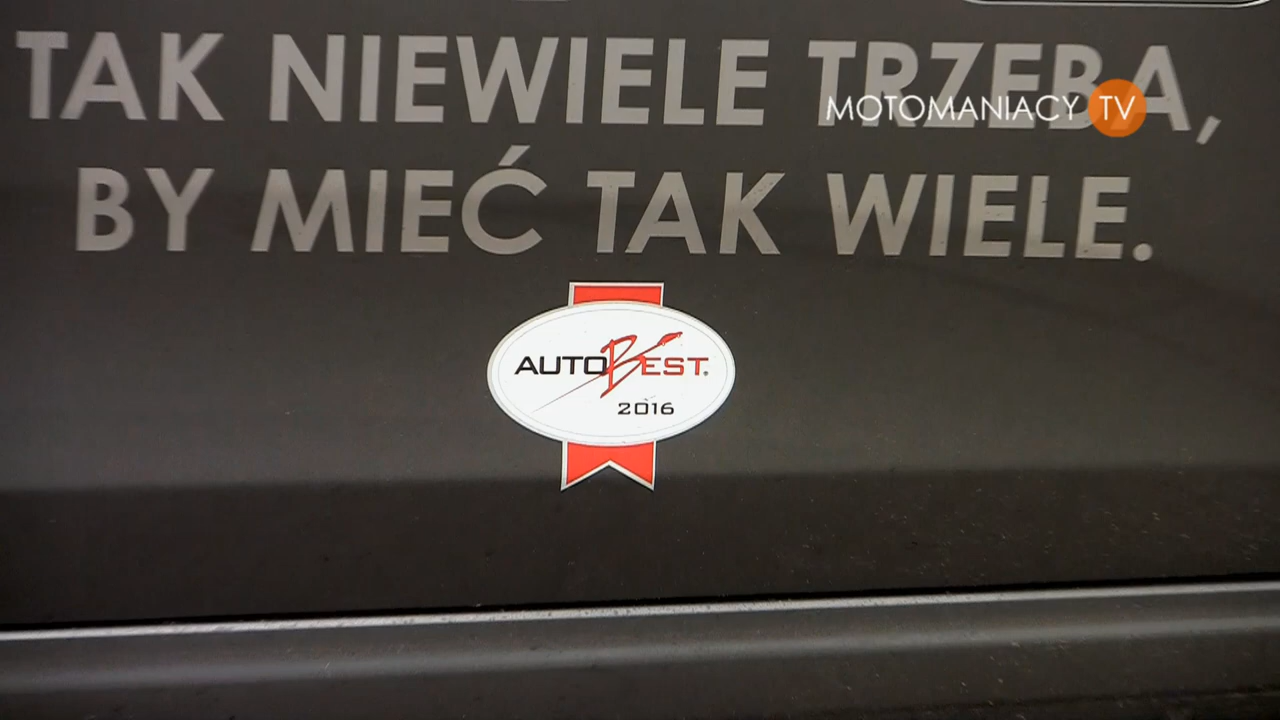 TAK NIEWIELE TRZEBA,
MOTOMANIACY TV
BY MIEĆ TAK WIELE.
AUTOBEST.
2016